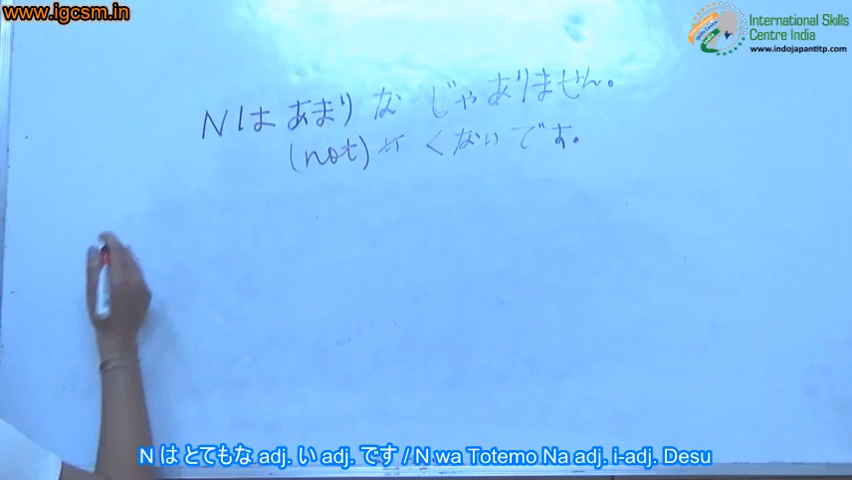 www.igcsm.in
International Skills
Centre India
www.indojapantitp.com
Nは あまり な じゃありません。
(not) くないです。
N は とてもな adj. い adj. です / N wa Totemo Na adj. i-adj. Desu